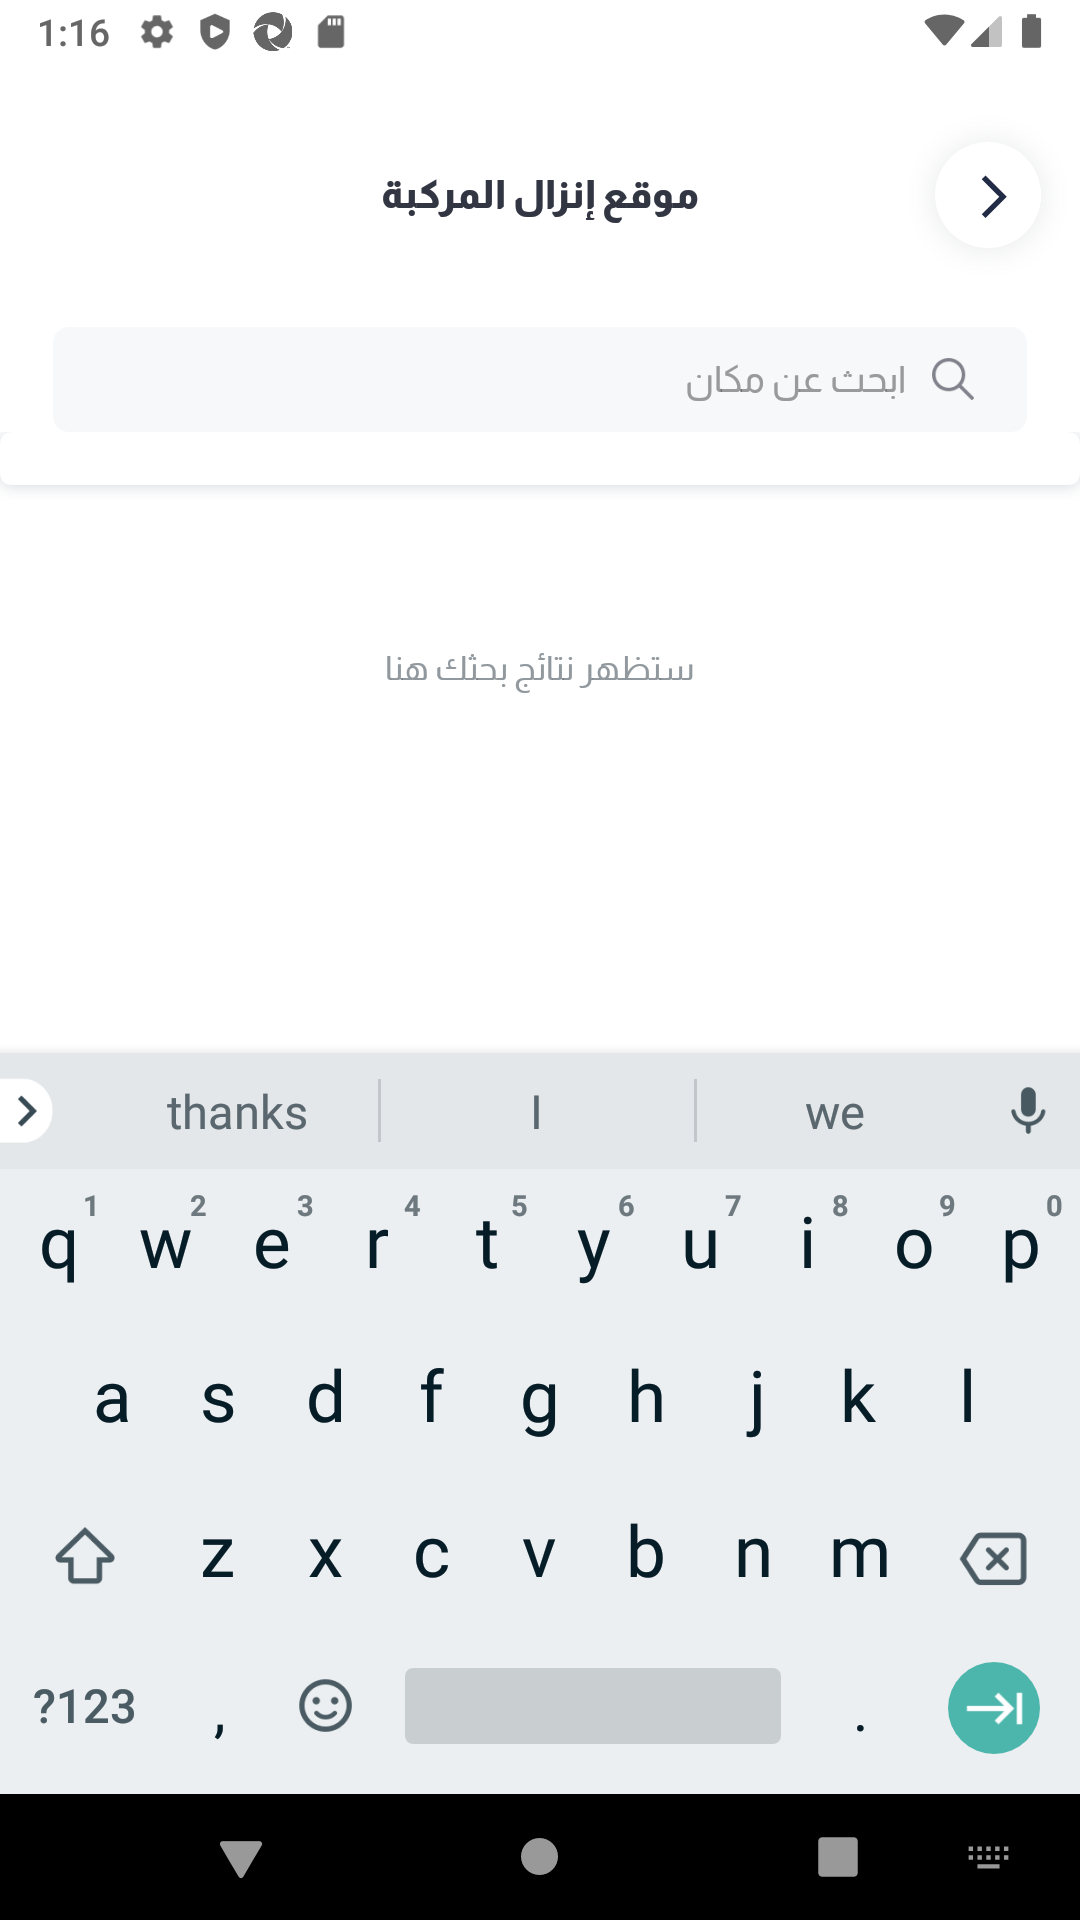 1:16
موقع إنزال المركبة
ابحث عن مكان
ستظهر نتائج بحثك هنا
thanks I we
1 2 3 4 5 6 7 8 9 0
q w e r t y u i o p
a s d f g h j k l
z x c v b n m
?123 , .